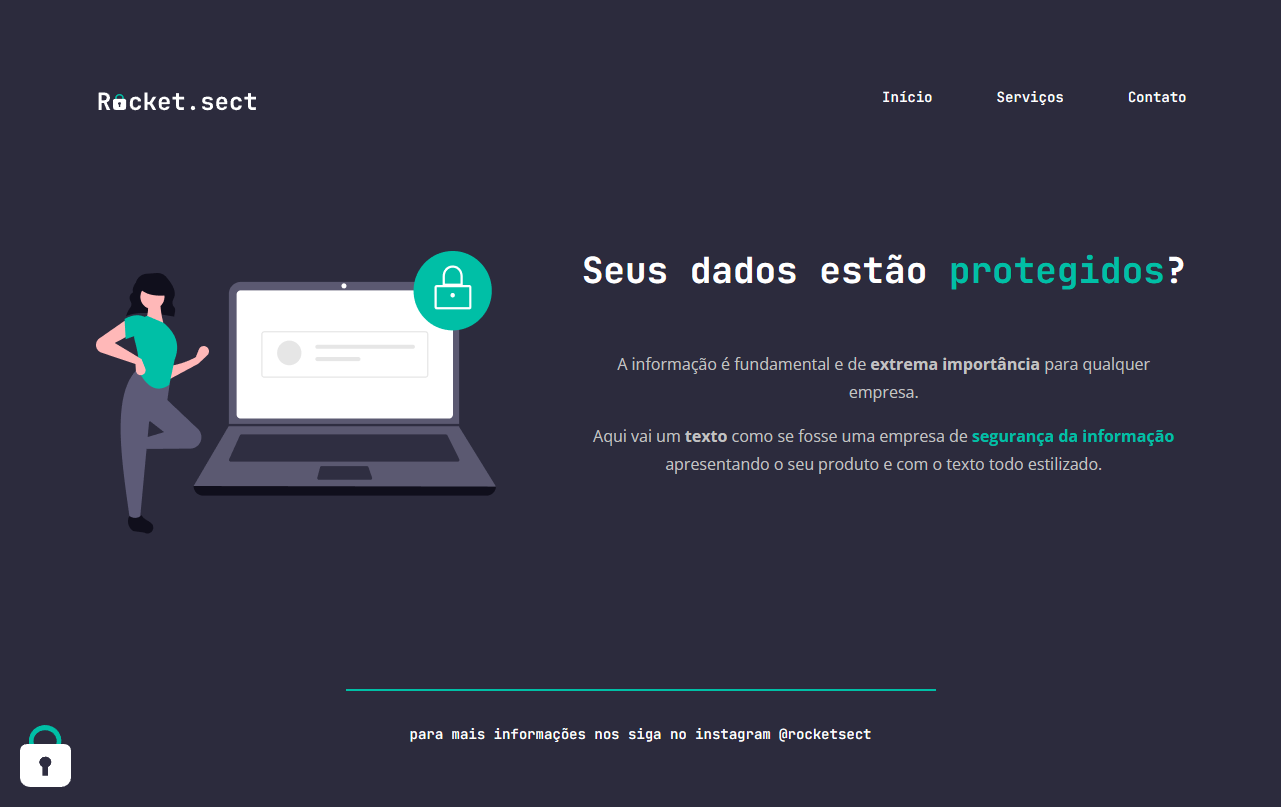 Rocket.sect
Início
Serviços
Contato
Seus dados estão protegidos?
A informação é fundamental e de extrema importância para qualquer
empresa.
Aqui vai um texto como se fosse uma empresa de segurança da informação
apresentando o seu produto e com o texto todo estilizado.
para mais informações nos siga no instagram @rocketsect